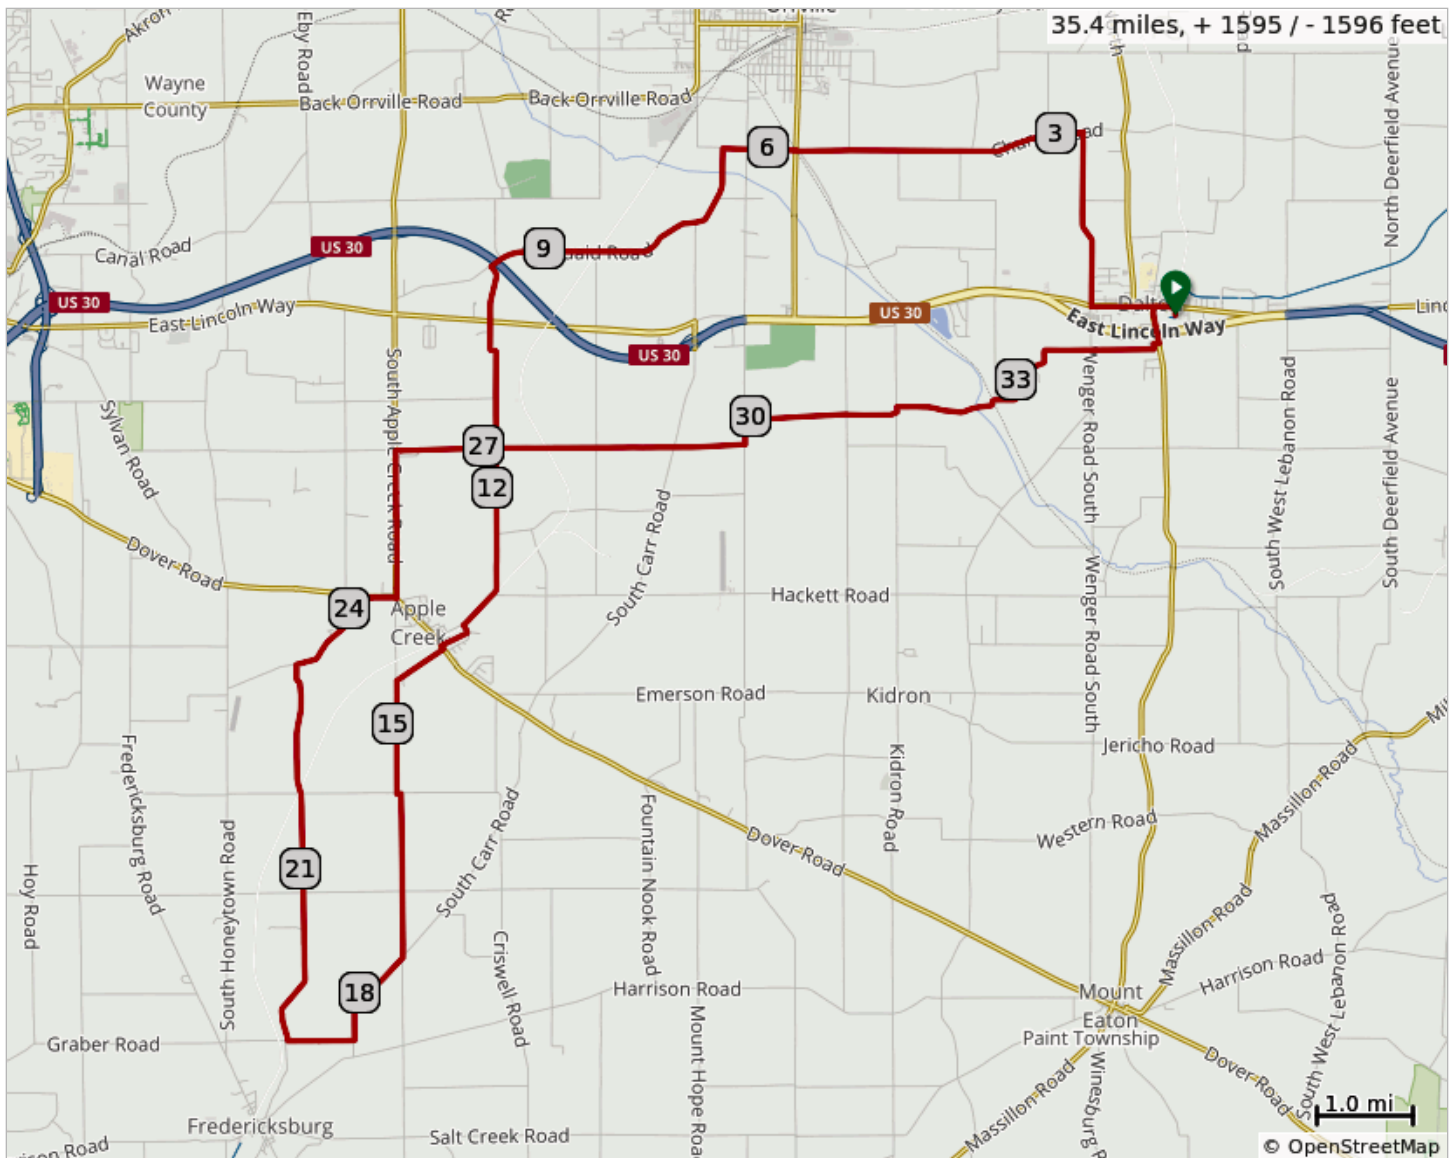 35.4 miles, + 1595 / - 1596 feet
Akron
Eby Road
Wayne
County
Back Orrville Road
Back Orrville Road
North Deerfield Avenue
3
6
9
Canal Road
US 30
US 30
East Lincoln Way
US 30
US 30
East Lincoln Way
33
30
27
12
South Apple Creek Road
Sylvan Road
Wenger Road South
South West Lebanon Road
South Deerfield Avenue
Dover Road
South Carr Road
Hackett Road
24
Apple
Creek
Wenger Road South
Emerson Road
Kidron
15
Jericho Road
Fredericksburg Road
Kidron Road
Massillon Road
Western Road
South Carr Road
Fountain Nook Road
Dover Road
21
Hoy Road
South Honeytown Road
Criswell Road
Massillon Road
Harrison Road
South West Lebanon Road
18
Harrison Road
Mount
Eaton
Paint Township
Graber Road
Mount Hope Road
Winesburg R
Dover Road
Massillon Road
Fredericksburg
Salt Creek Road
1.0 mi
© OpenStreetMap